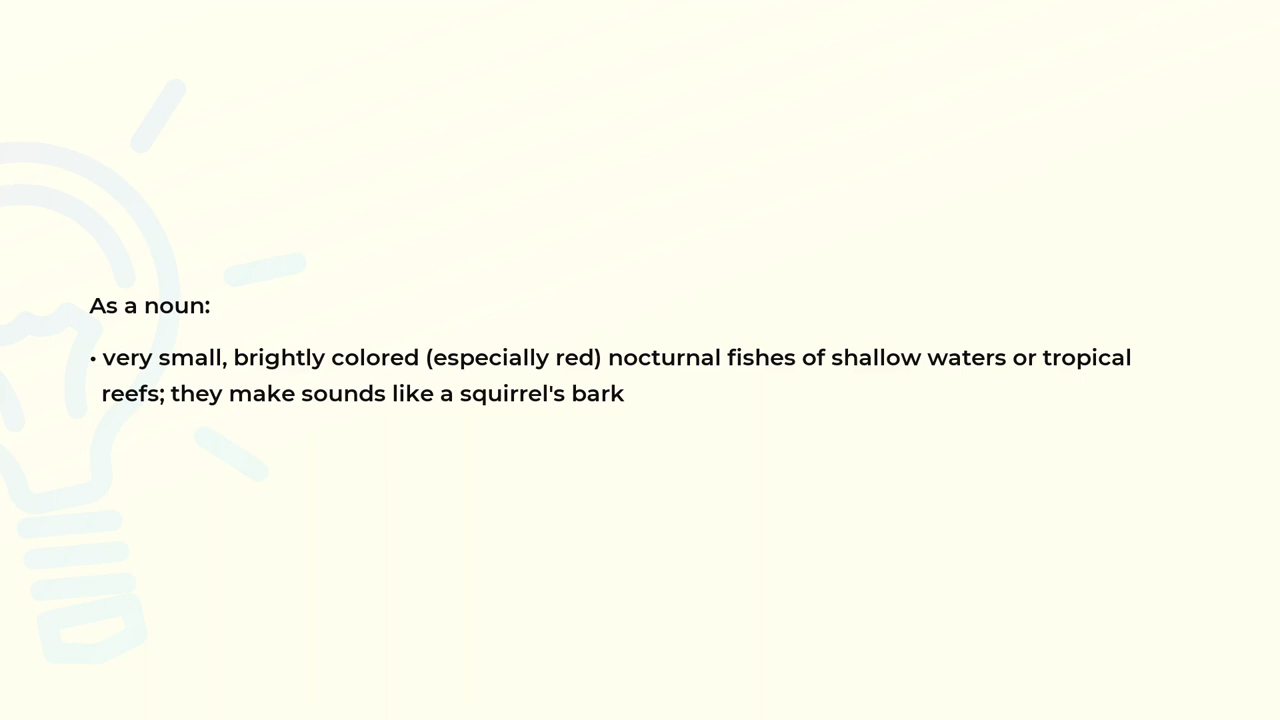 As a noun:
• very small, brightly colored (especially red) nocturnal fishes of shallow waters or tropical
reefs; they make sounds like a squirrel's bark